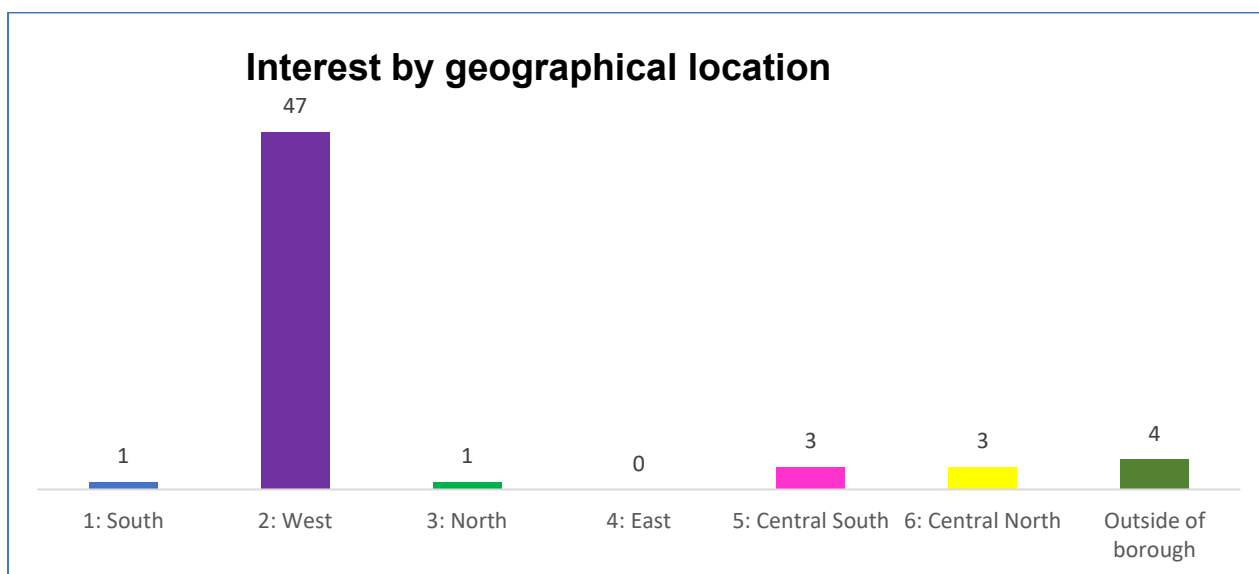 Interest by geographical location
47
1
1
0
3
3
4
1: South
2: West
3: North
4: East
5: Central South
6: Central North
Outside of
borough